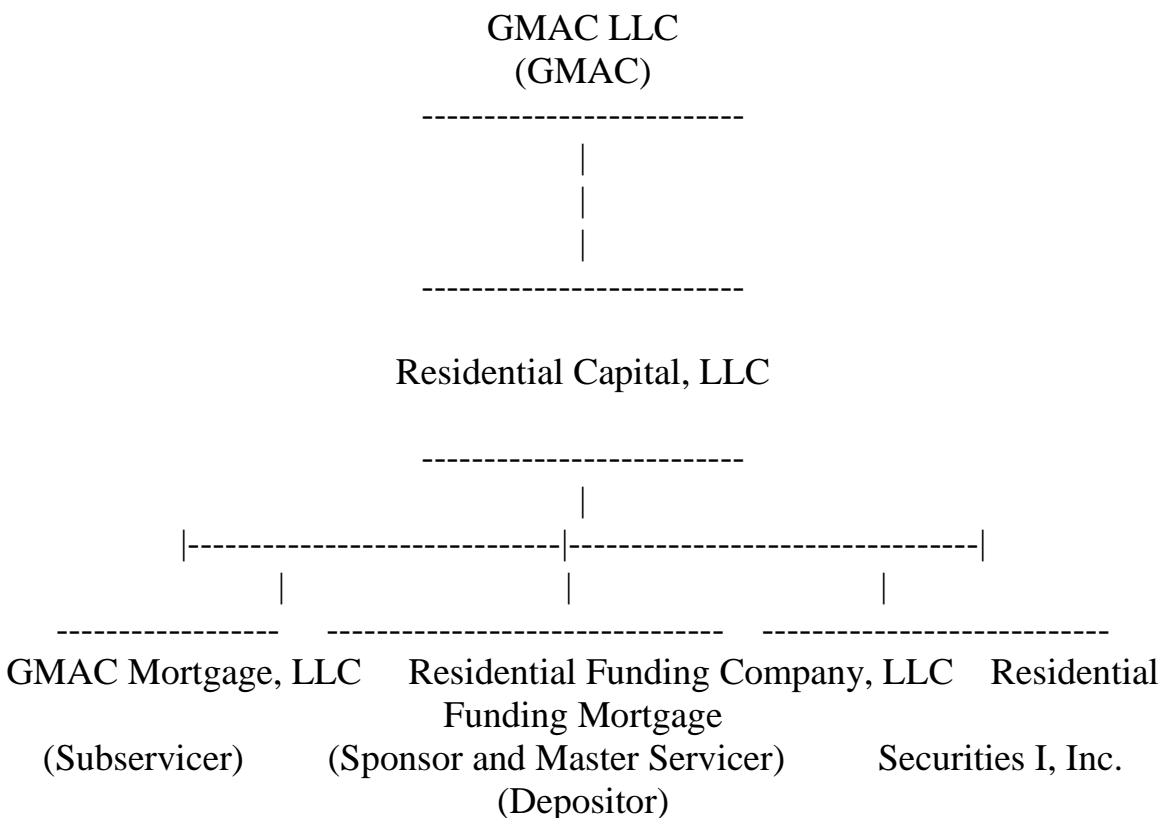 GMAC LLC
(GMAC)
--------------------------
|
|
|
--------------------------
Residential Capital, LLC
--------------------------
|
|------------------------------|---------------------------------|
| | |
------------------ -------------------------------- ----------------------------
GMAC Mortgage, LLC Residential Funding Company, LLC Residential
Funding Mortgage
(Subservicer) (Sponsor and Master Servicer) Securities I, Inc.
(Depositor)